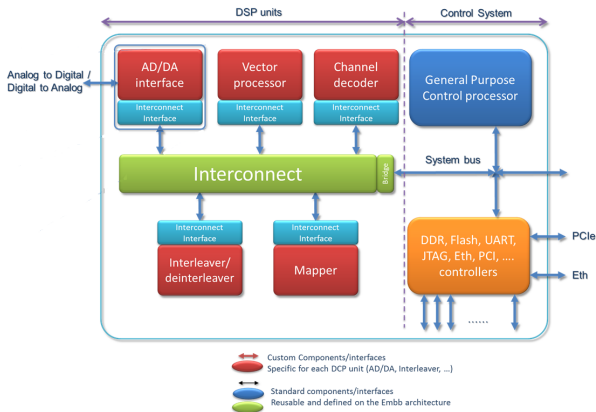 DSP units
Control System
Analog to Digital /
Digital to Analog
AD/DA
interface
Interconnect
Interface
Vector
processor
Interconnect
Interface
Channel
decoder
Interconnect
Interface
General Purpose
Control processor
Interconnect
Bridge
System bus
Interconnect
Interface
Interleaver/
deinterleaver
Interconnect
Interface
Mapper
DDR, Flash, UART,
JTAG, Eth, PCI, ....
controllers
PCIe
Eth
......
Custom Components/interfaces
Specific for each DCP unit (AD/DA, Interleaver, ...)
Standard components/interfaces
Reusable and defined on the Embb architecture